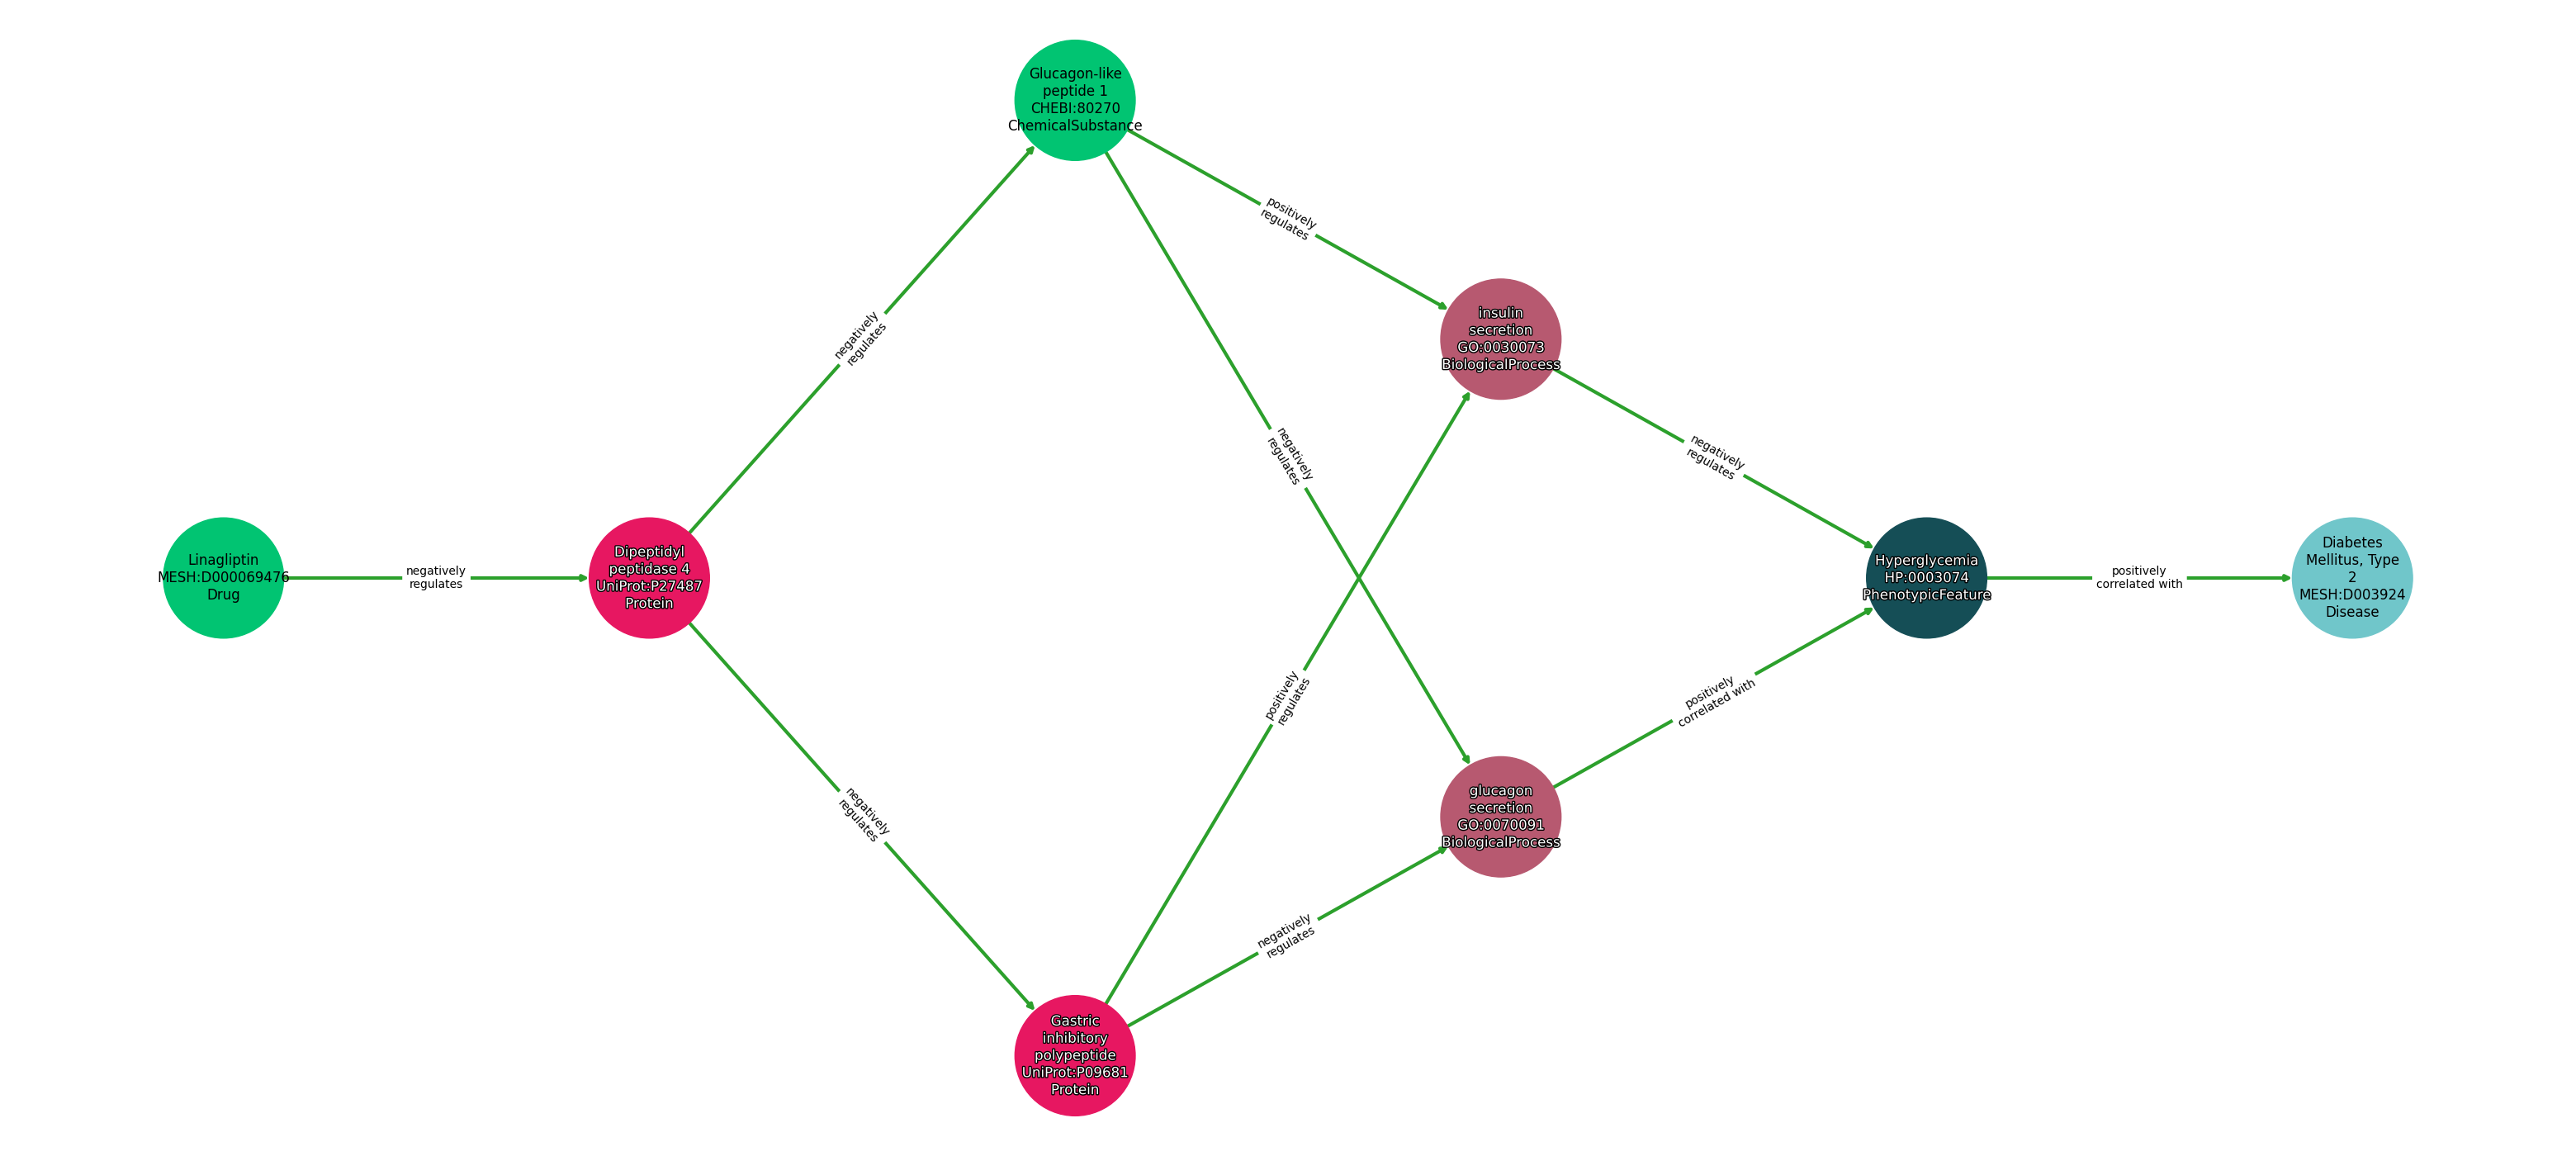 Glucagon-like
peptide 1
CHEBI:80270
ChemicalSubstance
positively
regulates
insulin
secretion
GO:0030073
BiologicalProcess
negatively
regulates
negatively
regulates
negatively
regulates
Linagliptin
MESH:D000069476
Drug
negatively
regulates
Dipeptidyl
peptidase 4
UniProt:P27487
Protein
Hyperglycemia
HP:0003074
PhenotypicFeature
positively
correlated with
Diabetes
Mellitus, Type
2
MESH:D003924
Disease
positively
regulates
positively
correlated with
negatively
regulates
glucagon
secretion
GO:0070091
BiologicalProcess
negatively
regulates
Gastric
inhibitory
polypeptide
UniProt:P09681
Protein